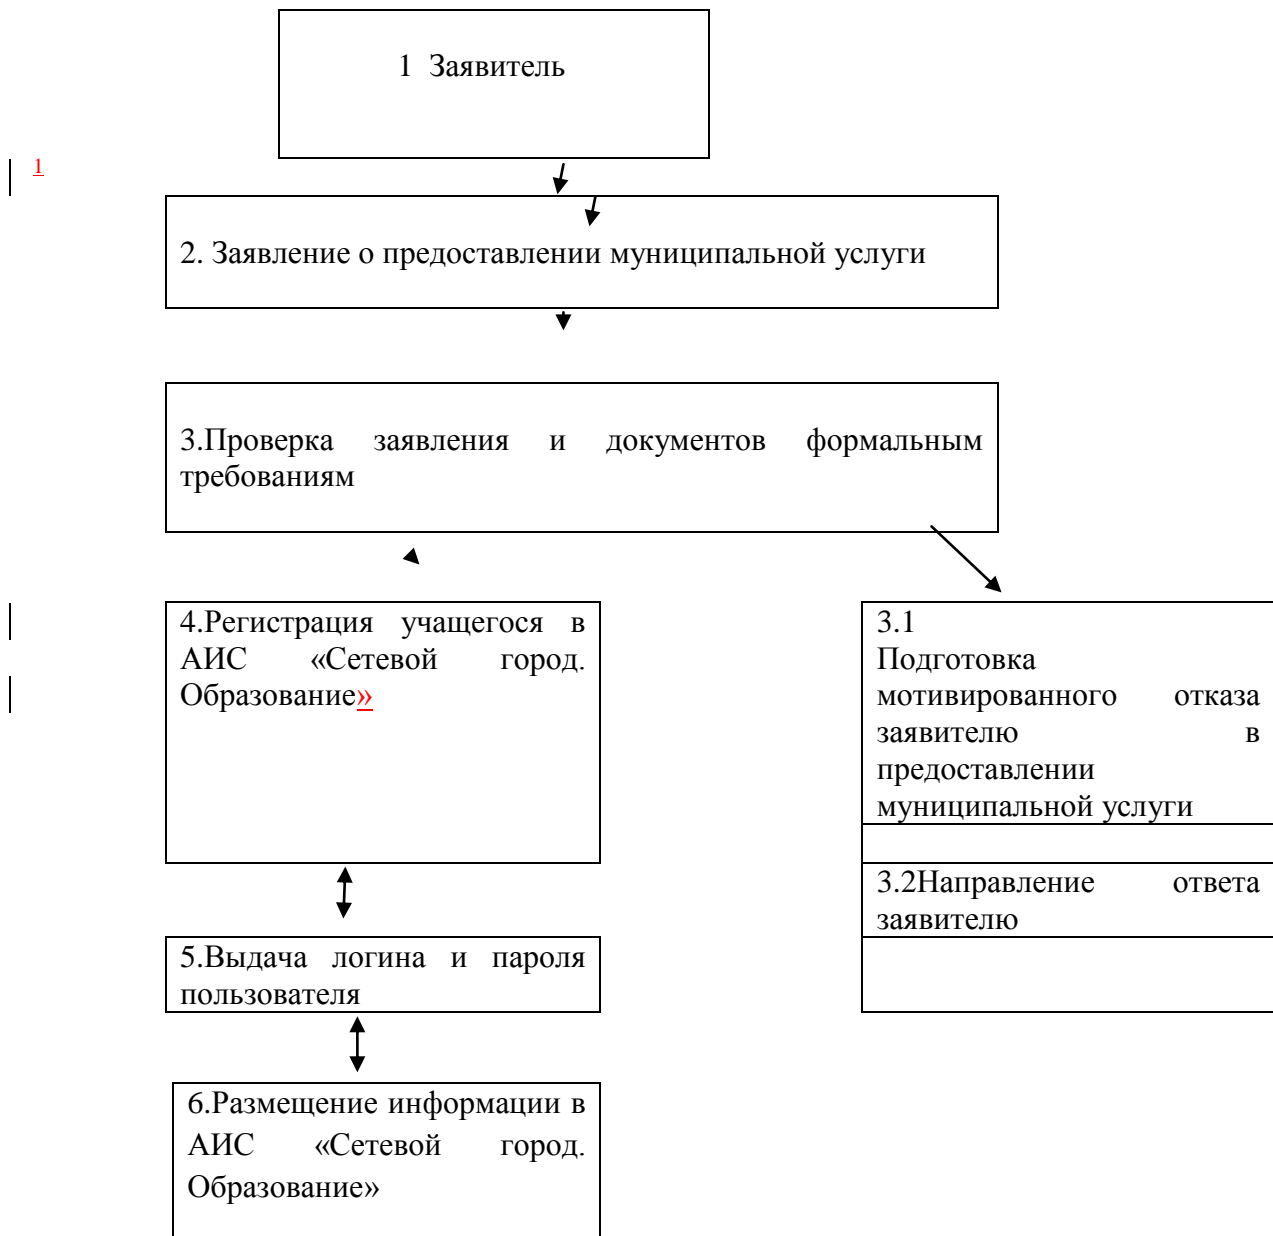 1 Заявитель
1
2. Заявление о предоставлении муниципальной услуги
3.Проверка заявления и документов формальным
требованиям
4.Регистрация учащегося в
АИС «Сетевой город.
Образование»
3.1
Подготовка
мотивированного отказа
заявителю в
предоставлении
муниципальной услуги
3.2Направление ответа
заявителю
5.Выдача логина и пароля
пользователя
6.Размещение информации в
АИС «Сетевой город.
Образование»